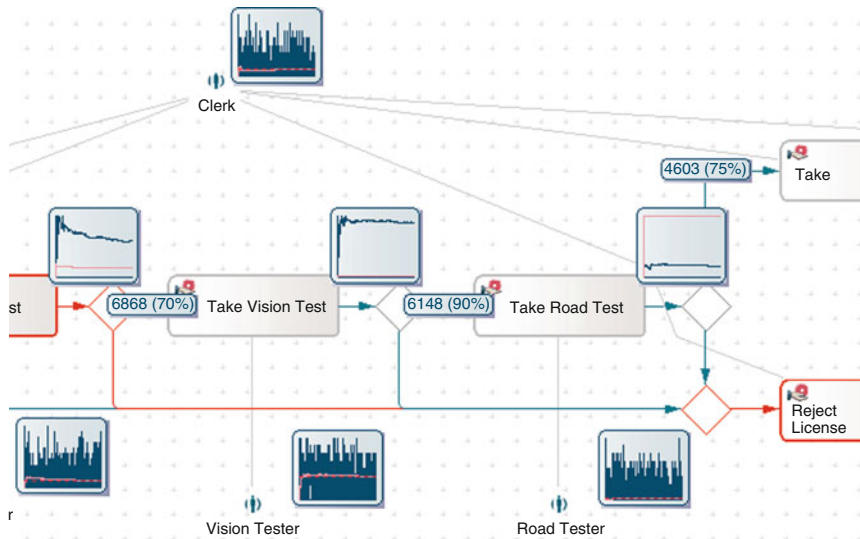 Clerk
4603 (75%)
Take
st
6868 (70%)
Take Vision Test
6148 (90%)
Take Road Test
Reject
License
r
Vision Tester
Road Tester